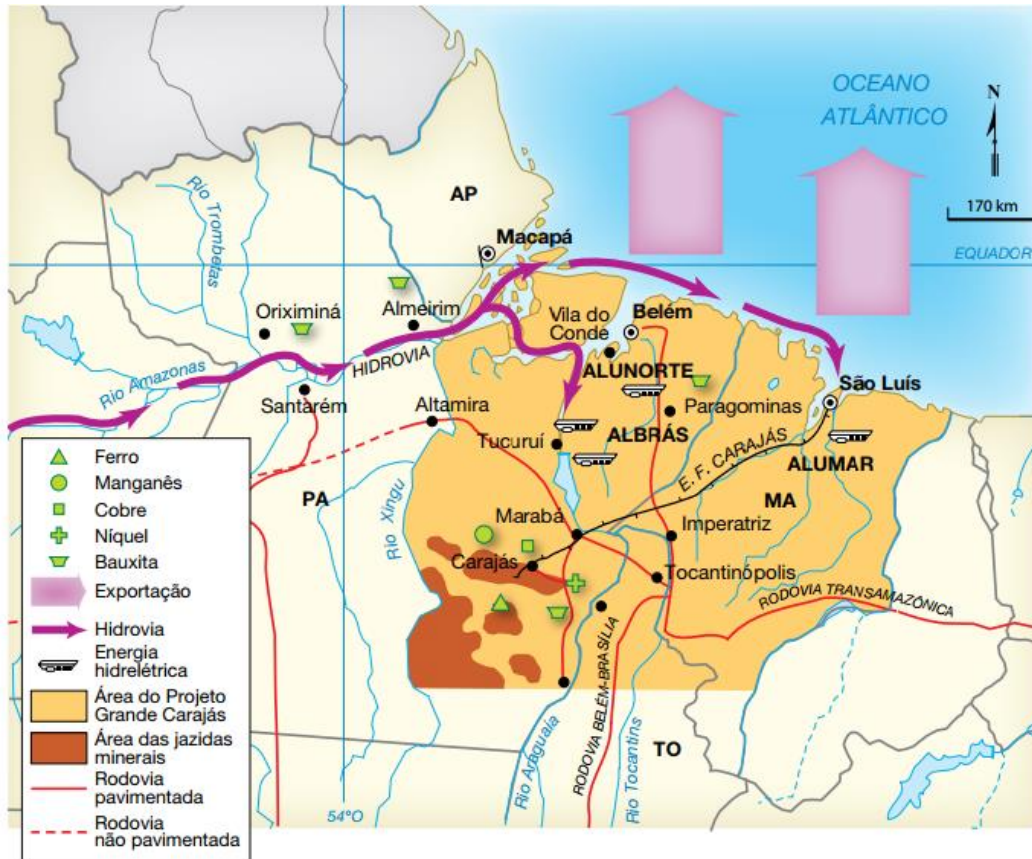 OCEANO
ATLÂNTICO
N
170 km
EQUADOR
AP
Macapá
Rio Trombetas
Oriximiná
Almeirim
Vila do
Conde
Belém
HIDROVIA
Rio Amazonas
ALUNORTE
São Luís
Santarém
Altamira
Paragominas
ALBRÁS
Tucuruí
E. F. CARAJÁS
ALUMAR
PA
Rio Xingu
MA
Marabá
Imperatriz
Carajás
Tocantinópolis
RODOVIA TRANSAMAZÔNICA
RODOVIA BELÉM-BRASÍLIA
Rio Araguaia
Rio Tocantins
TO
54ºO
Ferro
Manganês
Cobre
Níquel
Bauxita
Exportação
Hidrovia
Energia
hidrelétrica
Área do Projeto
Grande Carajás
Área das jazidas
minerais
Rodovia
pavimentada
Rodovia
não pavimentada